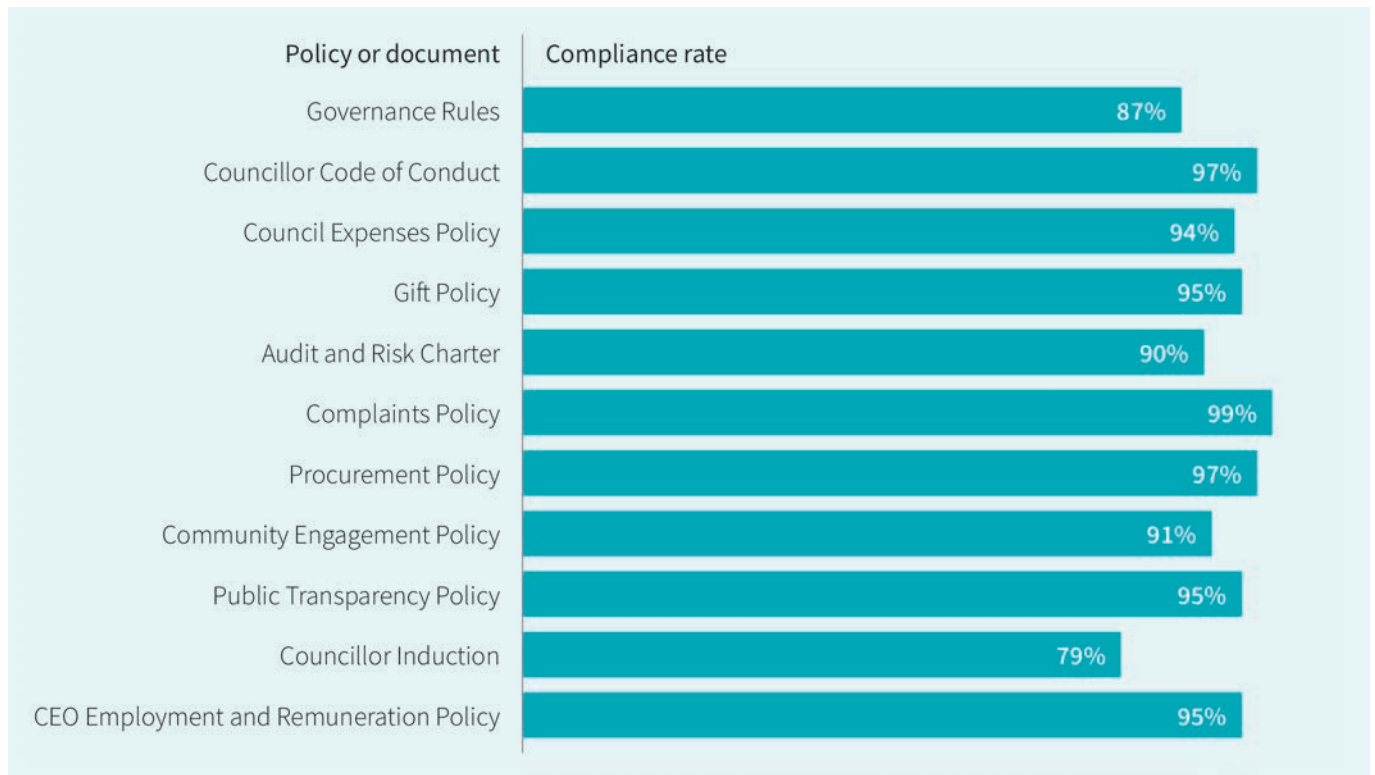 Policy or document Compliance rate
Governance Rules 87%
Councillor Code of Conduct 97%
Council Expenses Policy 94%
Gift Policy 95%
Audit and Risk Charter 90%
Complaints Policy 99%
Procurement Policy 97%
Community Engagement Policy 91%
Public Transparency Policy 95%
Councillor Induction 79%
CEO Employment and Remuneration Policy 95%